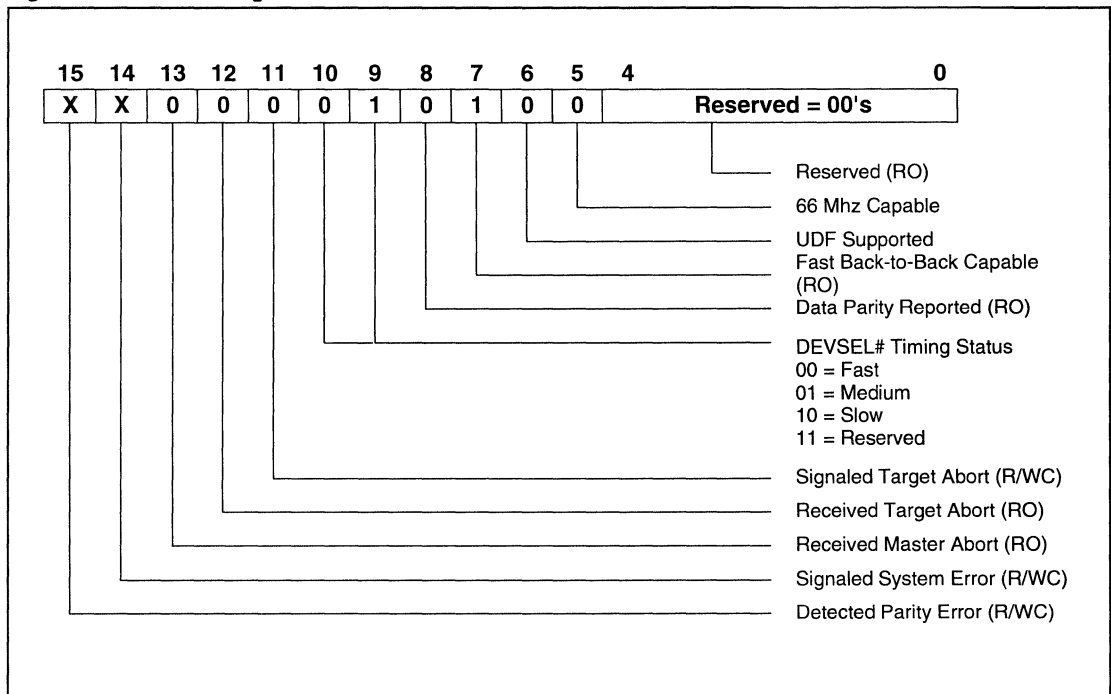 15 14 13 12 11 10 9 8 7 6 5 4 0
X X 0 0 0 0 1 0 1 0 0 Reserved = 00's
Reserved (RO)
66 Mhz Capable
UDF Supported
Fast Back-to-Back Capable
(RO)
Data Parity Reported (RO)
DEVSEL# Timing Status
00 = Fast
01 = Medium
10 = Slow
11 = Reserved
Signaled Target Abort (R/WC)
Received Target Abort (RO)
Received Master Abort (RO)
Signaled System Error (R/WC)
Detected Parity Error (R/WC)